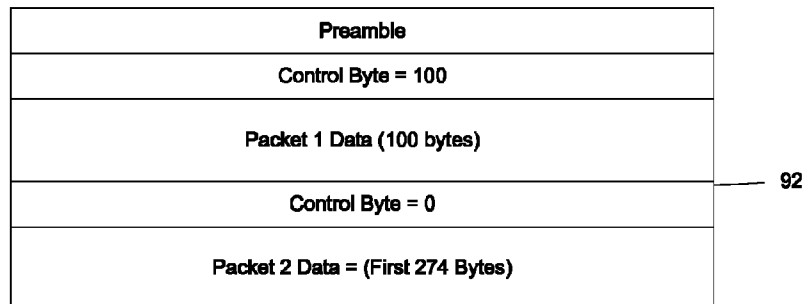 Preamble
Control Byte = 100
Packet 1 Data (100 bytes)
92
Control Byte = 0
Packet 2 Data = (First 274 Bytes)